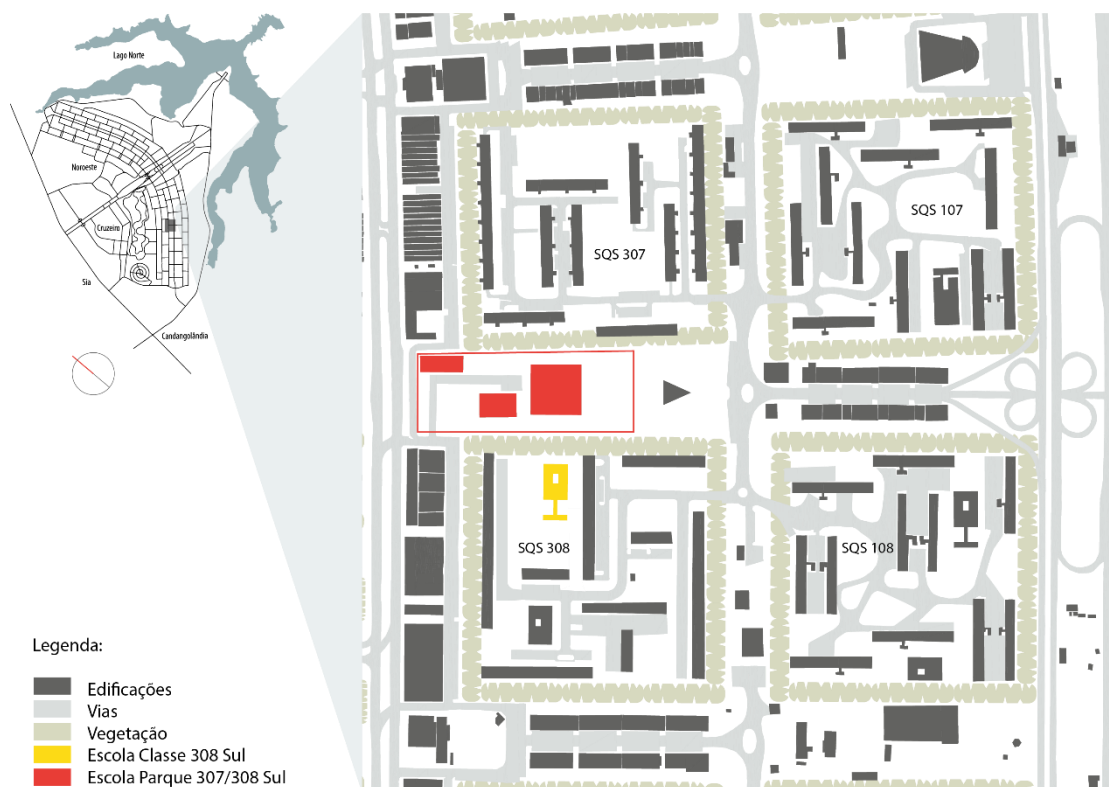 Lago Norte
Noroeste
Cruzeim
Sia
Candangolândia
SQS 307
SQS 107
SQS 308
SQS 108
Legenda:
Edificações
Vias
Vegetação
Escola Classe 308 Sul
Escola Parque 307/308 Sul